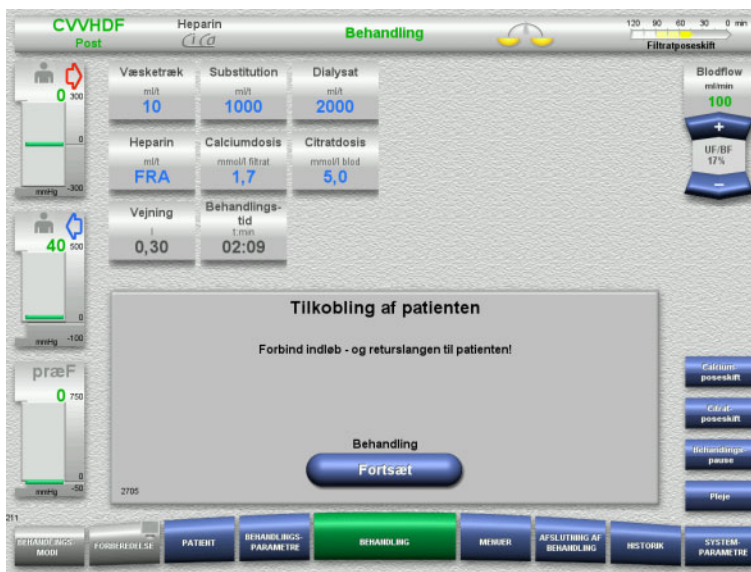 CVVHDF
Post
Heparin
Ci Ca
Behandling
120 90 60 30 0 min
Filtratposeskift
0
300
0
-300
mmHg
40
500
0
-100
mmHg
præF
0
750
0
-50
mmHg
Væsketræk
ml/t
10
Substitution
ml/t
1000
Dialysat
ml/t
2000
Heparin
ml/t
FRA
Calciumdosis
mmol/l filtrat
1,7
Citratdosis
mmol/l blod
5,0
Vejning
l
0,30
Behandlings-
tid
t:min
02:09
Blodflow
ml/min
100
+
UF/BF
17%
−
Tilkobling af patienten
Forbind indløb - og returslangen til patienten!
Behandling
Fortsæt
2705
Calcium-
poseskift
Citrat-
poseskift
Behandlings-
pause
Pleje
211
BEHANDLINGS-
MODI
FORBEREDELSE
PATIENT
BEHANDLINGS-
PARAMETRE
BEHANDLING
MENUER
AFSLUTNING AF
BEHANDLING
HISTORIK
SYSTEM-
PARAMETRE